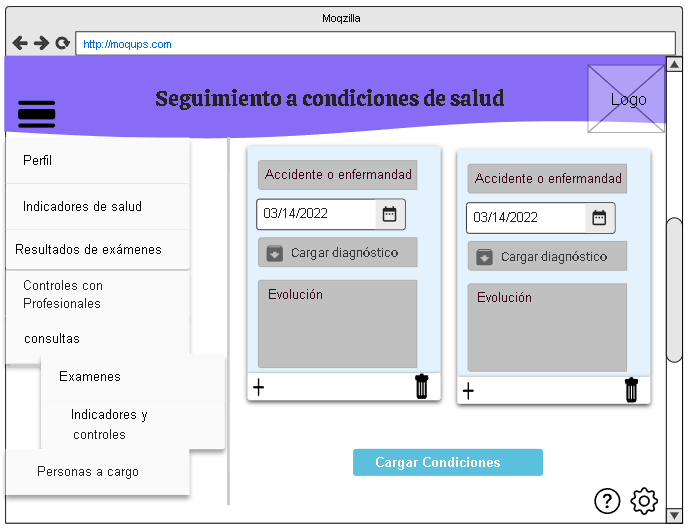 Moqzilla
http://moqups.com
Seguimiento a condiciones de salud
Logo
Perfil
Indicadores de salud
Resultados de exámenes
Controles con
Profesionales
consultas
Examenes
Indicadores y
controles
Personas a cargo
Accidente o enfermandad
03/14/2022
Cargar diagnóstico
Evolución
+
Accidente o enfermandad
03/14/2022
Cargar diagnóstico
Evolución
+
Cargar Condiciones
?